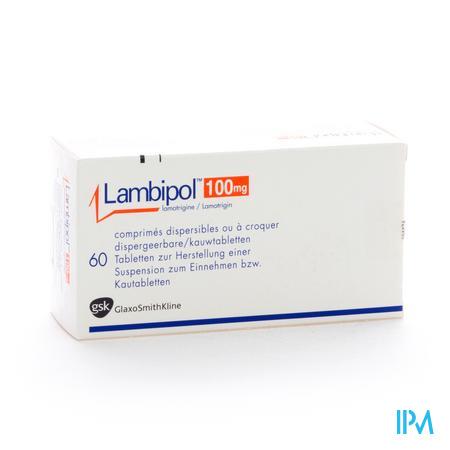 Lambipol™ 100mg
lamotrigine / Lamotrigin
comprimés dispersibles ou à croquer
dispergeerbare/kauwtabletten
60 Tabletten zur Herstellung einer
Suspension zum Einnehmen bzw.
Kautabletten
gsk GlaxoSmithKline
Lambipol
IPM